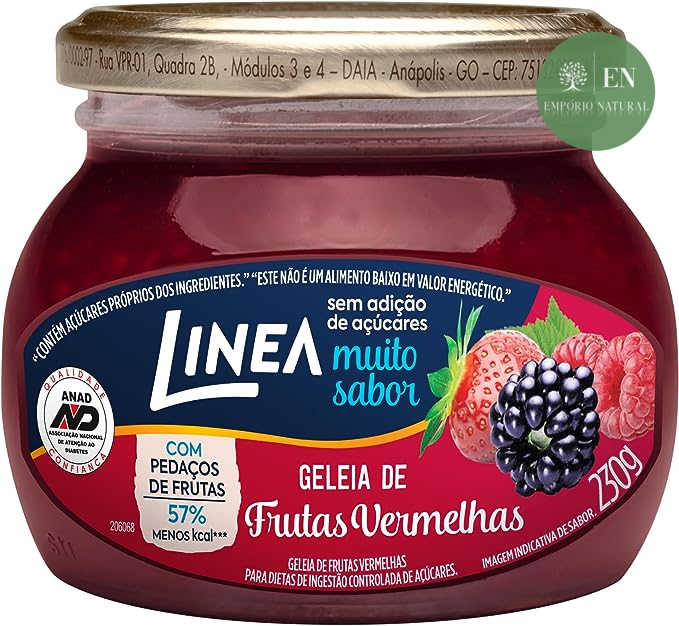 0002-97 - Rua VPR-01, Quadra 2B, - Módulos 3 e 4 – DAIA - Anápolis - GO – CEP:
EN
EMPÓRIO NATURAL
“CONTÉM AÇÚCARES PRÓPRIOS DOS INGREDIENTES.” “ESTE NÃO É UM ALIMENTO BAIXO EM VALOR ENERGÉTICO.”
LINEA
sem adição
de açúcares
muito
sabor
QUALIDADE
ANAD
ASSOCIAÇÃO NACIONAL
DE ATENÇÃO AO
DIABETES
CONFIANÇA
COM
PEDAÇOS
DE FRUTAS
57%
MENOS kcal***
206068
GELEIA DE
Frutas Vermelhas
230g
IMAGEM INDICATIVA DE SABOR.
GELEIA DE FRUTAS VERMELHAS
PARA DIETAS DE INGESTÃO CONTROLADA DE AÇÚCARES.